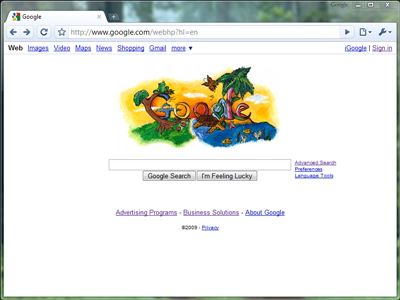 Google
Google
http://www.google.com/webhp?hl=en
Web Images Video Maps News Shopping Gmail more ▼
iGoogle | Sign in
Google
Advanced Search
Preferences
Language Tools
Google Search I'm Feeling Lucky
Advertising Programs - Business Solutions - About Google
©2009 - Privacy